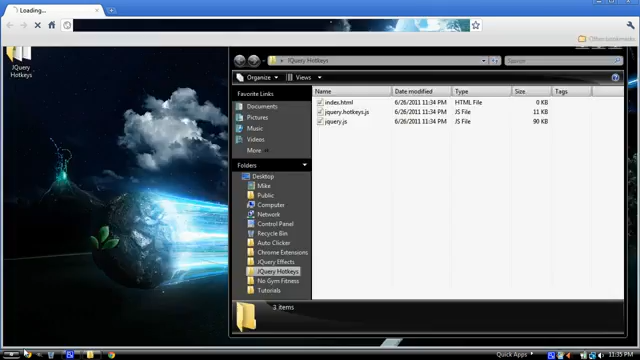 Loading...
Other bookmarks
JQuery
Hotkeys
JQuery Hotkeys
Search
Organize
Views
Favorite Links
Documents
Pictures
Music
Videos
More
Folders
Desktop
Mike
Public
Computer
Network
Control Panel
Recycle Bin
Auto Clicker
Chrome Extensions
JQuery Effects
JQuery Hotkeys
No Gym Fitness
Tutorials
Name Date modified Type Size Tags
index.html 6/26/2011 11:34 PM HTML File 0 KB
jquery.hotkeys.js 6/26/2011 11:34 PM JS File 11 KB
jquery.js 6/26/2011 11:34 PM JS File 90 KB
3 items
Quick Apps
11:35 PM